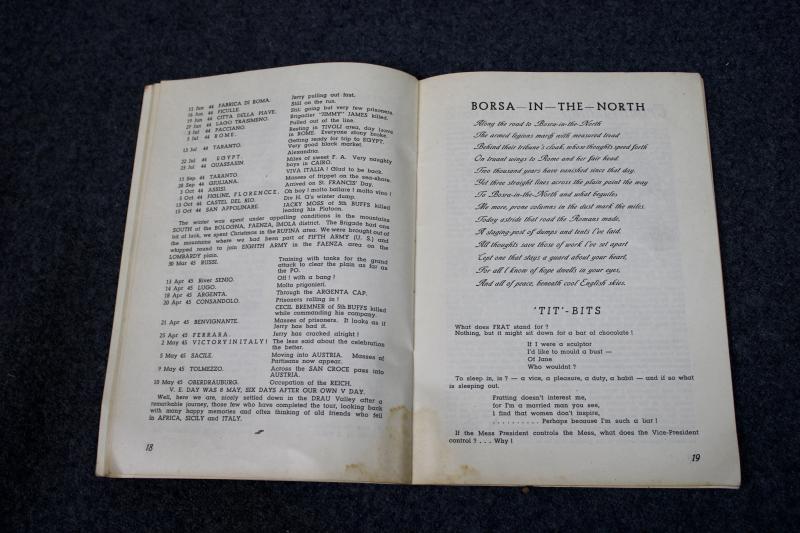 Jerry pulling out fast.
13 Jun 44 FABRICA DI ROMA. Still on the run.
16 Jun 44 FICULLE. Still going but very few prisoners.
19 Jun 44 CITTA DELLA PIAVE. Brigadier "JIMMY" JAMES killed.
27 Jun 44 LAGO TRASIMENO. Pulled out of the line.
3 Jul 44 PACCIANO. Resting in TIVOLI area, day leave
5 Jul 44 ROME. in ROME. Everyone stony broke.
Getting ready for trip to EGYPT.
13 Jul 44 TARANTO. Very good black market.
Alexandria.
22 Jul 44 EGYPT. Miles of sweet F. A. Very naughty
23 Jul 44 QUASSASIN. boys in CAIRO.
VIVA ITALIA! Glad to be back.
15 Sep 44 TARANTO. Masses of frippet on the sea-shore.
28 Sep 44 GIULIANA. Arrived on St. FRANCIS' DAY.
3 Oct 44 ASSISI. Oh boy! molto ballare! molto vino!
5 Oct 44 FIGLINE, FLORENCE. Div H. Q's winter dump.
13 Oct 44 CASTEL DEL RIO. JACKY MOSS of 5th BUFFS killed
15 Oct 44 SAN APPOLINARE. leading his Platoon.
The winter was spent under appalling conditions in the mountains
SOUTH of the BOLOGNA, FAENZA, IMOLA district. The Brigade had one
bit of luck, we spent Christmas in the RUFINA area. We were brought out of
the mountains where we had been part of FIFTH ARMY (U. S.) and
whipped round to join EIGHTH ARMY in the FAENZA area on the
LOMBARDY plain.
30 Mar 45 RUSSI. Training with tanks for the grand
attack to clear the plain as far as
the PO.
13 Apr 45 River SENIO. Off! with a bang!
14 Apr 45 LUGO. Molto prigonieri.
18 Apr 45 ARGENTA. Through the ARGENTA GAP.
20 Apr 45 CONSANDOLO. Prisoners rolling in!
CECIL BREMNER of 5th BUFFS killed
while commanding his company.
21 Apr 45 BENVIGNANTE. Masses of prisoners. It looks as if
Jerry has had it.
25 Apr 45 FERRARA. Jerry has cracked alright!
2 May 45 VICTORY IN ITALY! The less said about the celebration
the better.
5 May 45 SACILE. Moving into AUSTRIA. Masses of
Partisans now appear.
9 May 45 TOLMEZZO. Across the SAN CROCE pass into
AUSTRIA.
10 May 45 OBERDRAUBURG. Occupation of the REICH.
V. E. DAY WAS 8 MAY, SIX DAYS AFTER OUR OWN V DAY.
Well, here we are, nicely settled down in the DRAU Valley after a
remarkable journey, those few who have completed the tour, looking back
with many happy memories and often thinking of old friends who fell
in AFRICA, SICILY and ITALY.
18
BORSA—IN—THE—NORTH
Along the road to Bosra-in-the-North
The armed legions march with measured tread
Behind their tribune's cloak, whose thoughts speed forth
On truant wings to Rome and her fair head.
Two thousand years have vanished since that day.
Yet three straight lines across the plain point the way
To Bosra-in-the-North and what beguiles
Me more, prone columns in the dust mark the miles.
Today astride that road the Romans made,
A staging-post of dumps and tents I've laid.
All thoughts save those of work I've set apart
Cept one that stays a guard about your heart,
For all I know of hope dwells in your eyes,
And all of peace, beneath cool English skies.
'TIT'-BITS
What does FRAT stand for?
Nothing, but it might sit down for a bar of chocolate!
If I were a sculptor
I'd like to mould a bust —
Of Jane
Who wouldnt?
To sleep in, is? — a vice, a pleasure, a duty, a habit — and if so what
is sleeping out.
Fratting doesn't interest me,
for I'm a married man you see,
I find that women don't inspire,
.......... Perhaps because I'm such a liar!
If the Mess President controls the Mess, what does the Vice-President
control? ... Why!
19